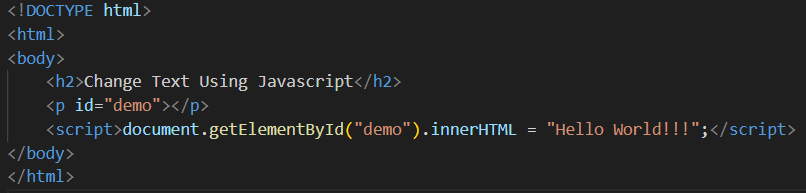 <!DOCTYPE html>
<html>
<body>
<h2>Change Text Using Javascript</h2>
<p id="demo"></p>
<script>document.getElementById("demo").innerHTML = "Hello World!!!";</script>
</body>
</html>